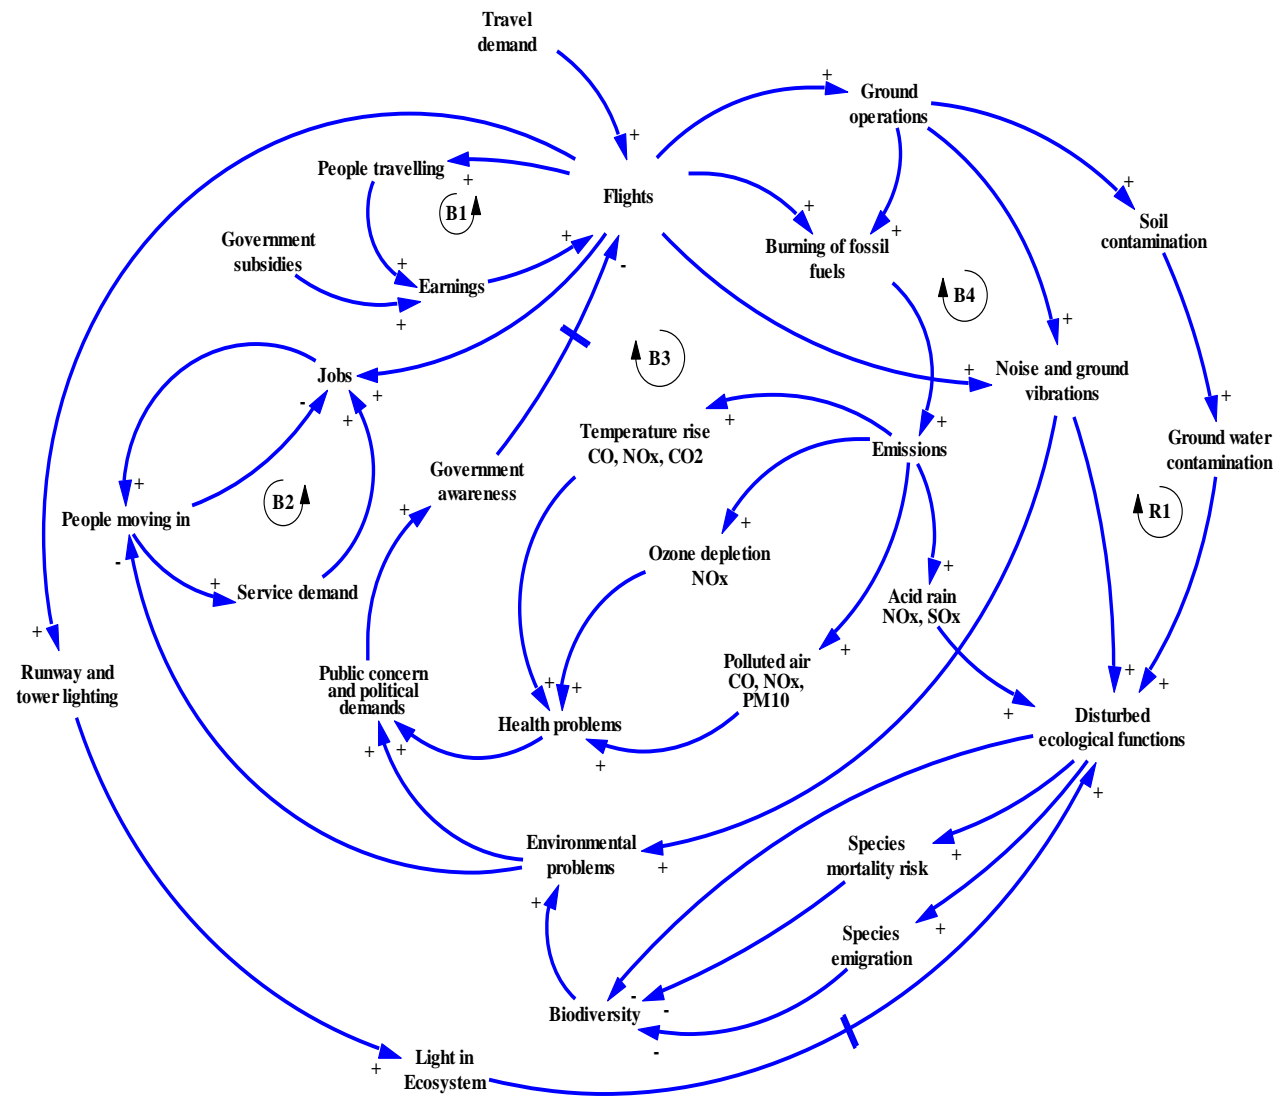 Travel
demand
Ground
operations
People travelling
B1
Flights
Government
subsidies
Earnings
Burning of fossil
fuels
Soil
contamination
B4
B3
Jobs
Noise and ground
vibrations
Temperature rise
CO, NOx, CO2
Emissions
Ground water
contamination
Government
awareness
B2
R1
People moving in
Ozone depletion
NOx
Service demand
Acid rain
NOx, SOx
Runway and
tower lighting
Public concern
and political
demands
Polluted air
CO, NOx,
PM10
Health problems
Disturbed
ecological functions
Environmental
problems
Species
mortality risk
Species
emigration
Biodiversity
Light in
Ecosystem